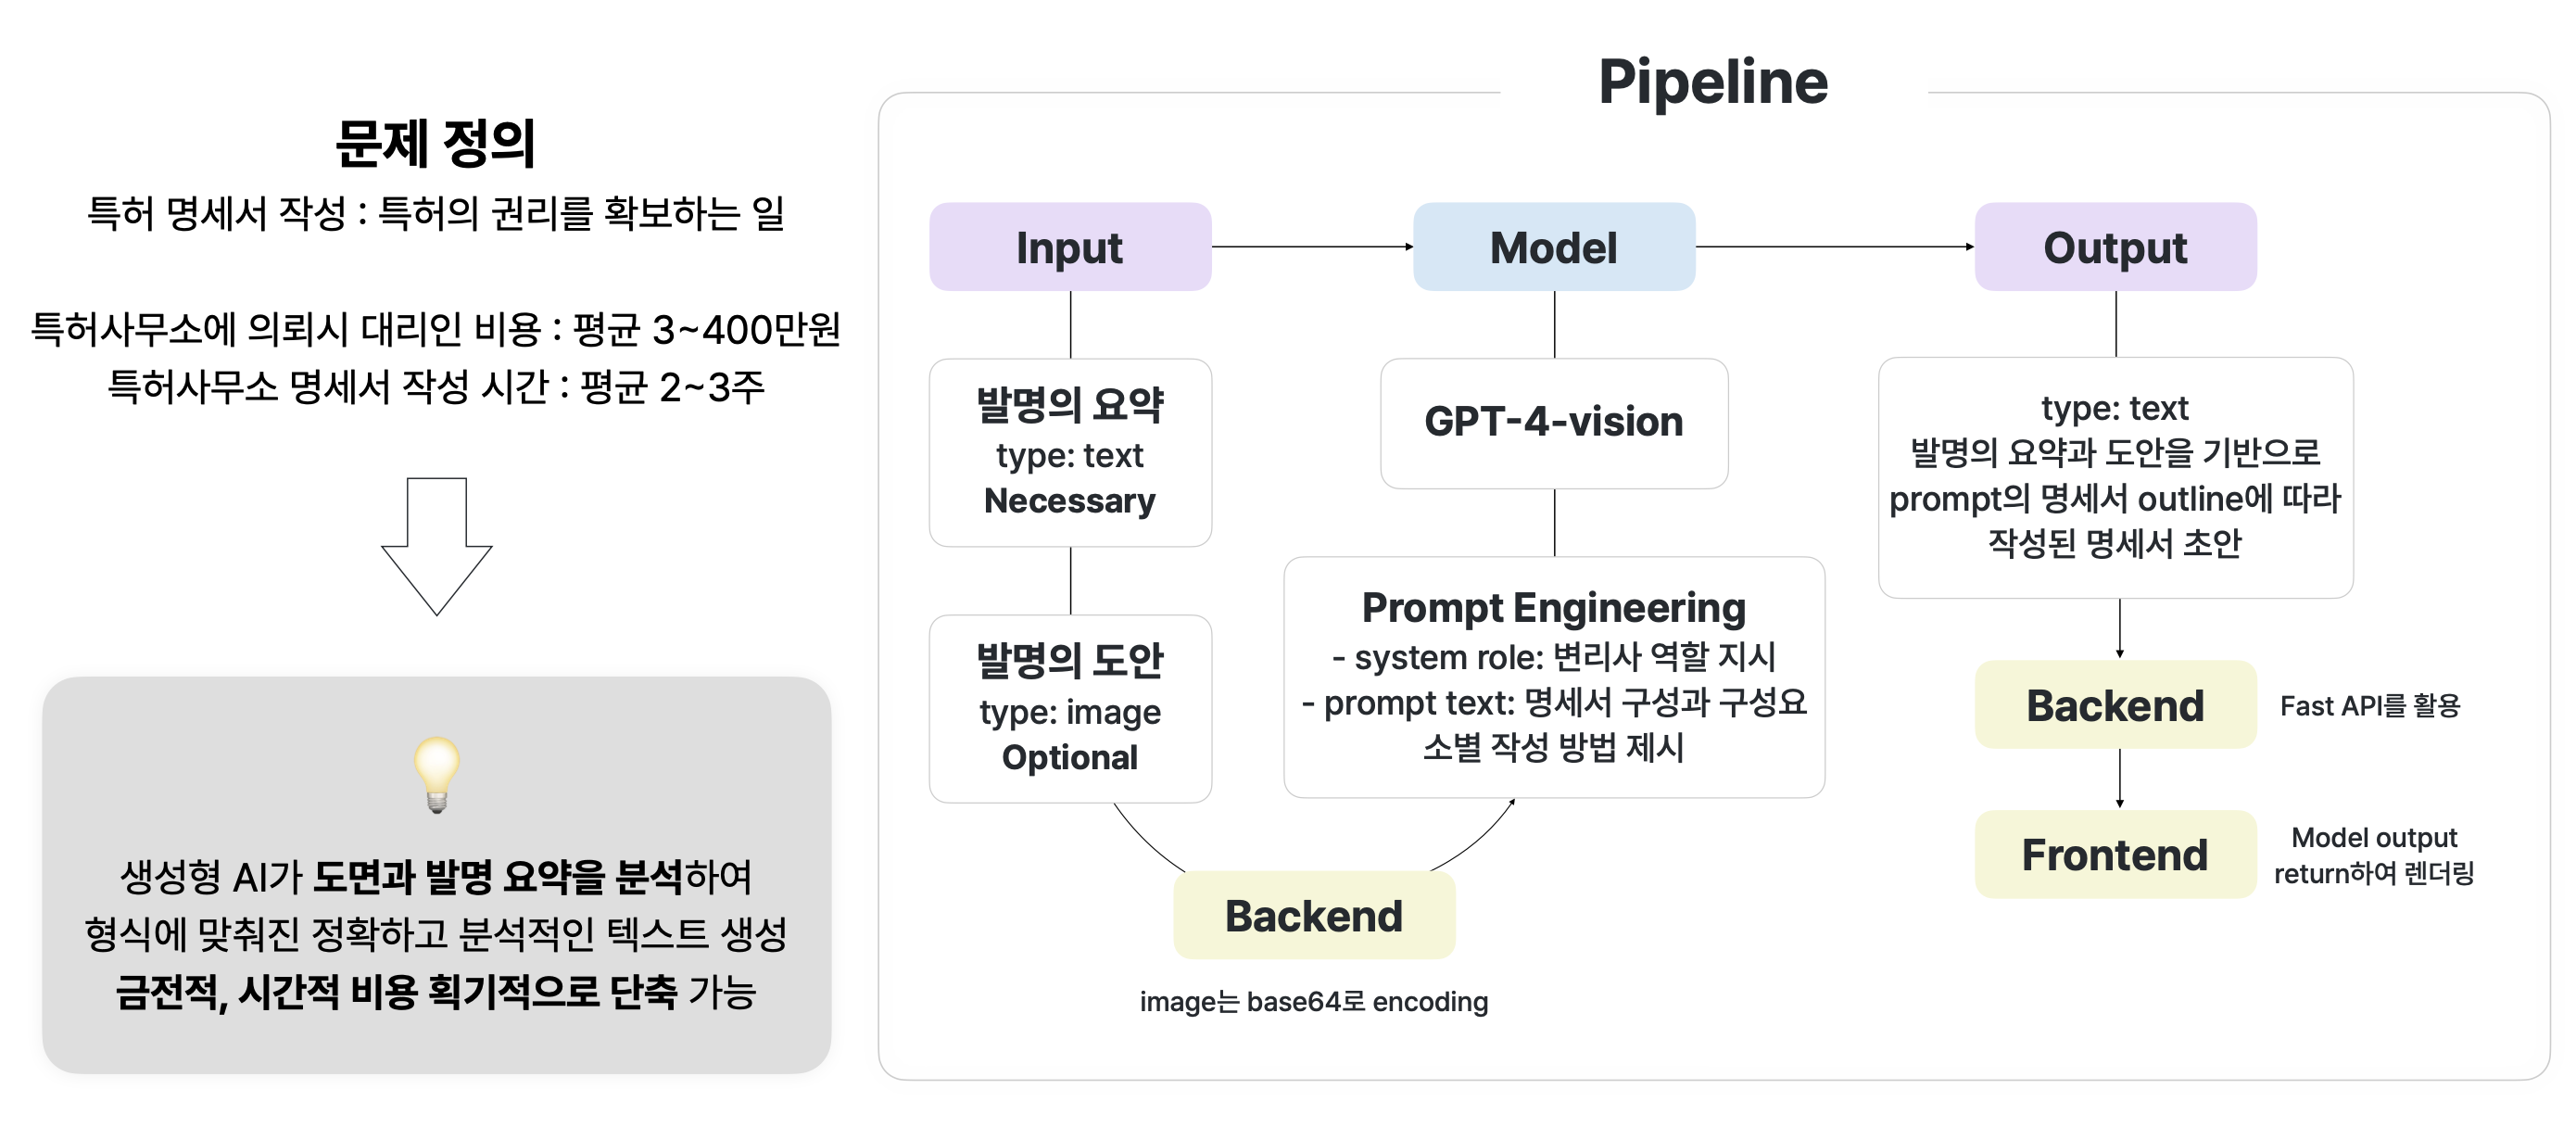 문제 정의
특허 명세서 작성 : 특허의 권리를 확보하는 일
특허사무소에 의뢰시 대리인 비용 : 평균 3~400만원
특허사무소 명세서 작성 시간 : 평균 2~3주
생성형 AI가 도면과 발명 요약을 분석하여
형식에 맞춰진 정확하고 분석적인 텍스트 생성
금전적, 시간적 비용 획기적으로 단축 가능
Pipeline
Input
발명의 요약
type: text
Necessary
발명의 도안
type: image
Optional
Backend
image는 base64로 encoding
Model
GPT-4-vision
Prompt Engineering
- system role: 변리사 역할 지시
- prompt text: 명세서 구성과 구성요
소별 작성 방법 제시
Output
type: text
발명의 요약과 도안을 기반으로
prompt의 명세서 outline에 따라
작성된 명세서 초안
Backend
Fast API를 활용
Frontend
Model output
return하여 렌더링